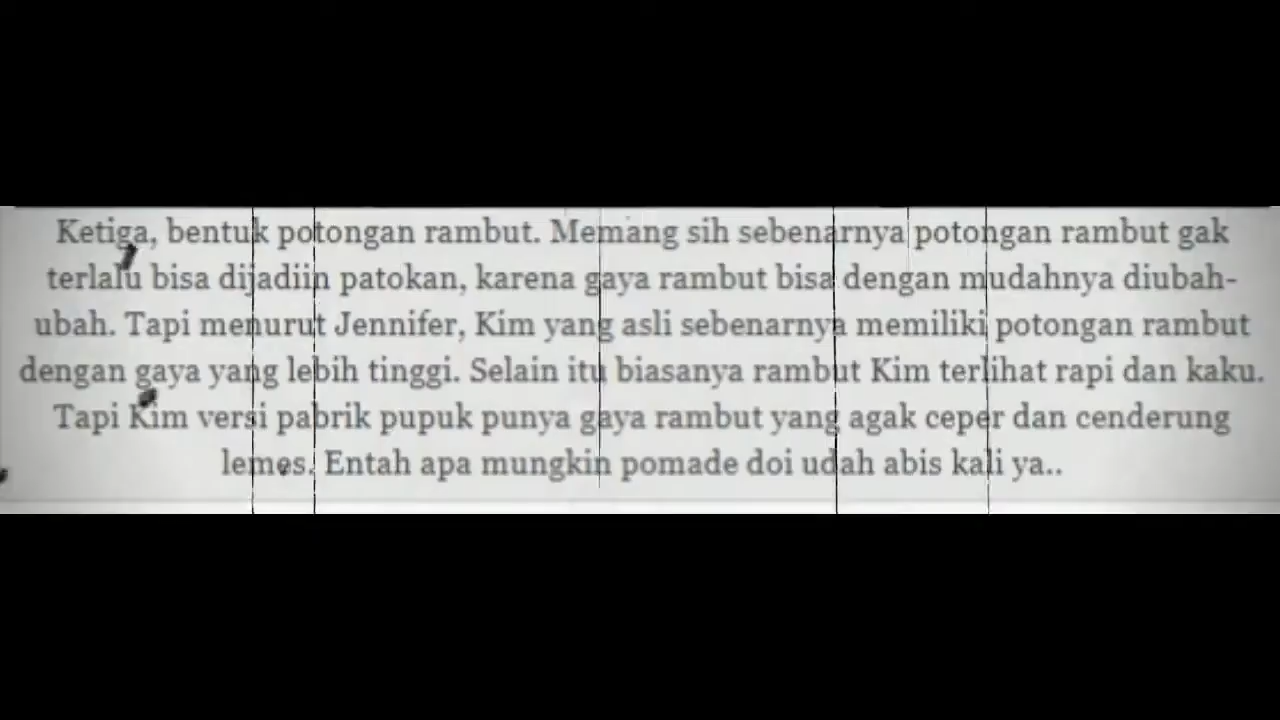 Ketiga, bentuk potongan rambut. Memang sih sebenarnya potongan rambut gak
terlalu bisa dijadiin patokan, karena gaya rambut bisa dengan mudahnya diubah-
ubah. Tapi menurut Jennifer, Kim yang asli sebenarnya memiliki potongan rambut
dengan gaya yang lebih tinggi. Selain itu biasanya rambut Kim terlihat rapi dan kaku.
Tapi Kim versi pabrik pupuk punya gaya rambut yang agak ceper dan cenderung
lemes. Entah apa mungkin pomade doi udah abis kali ya..